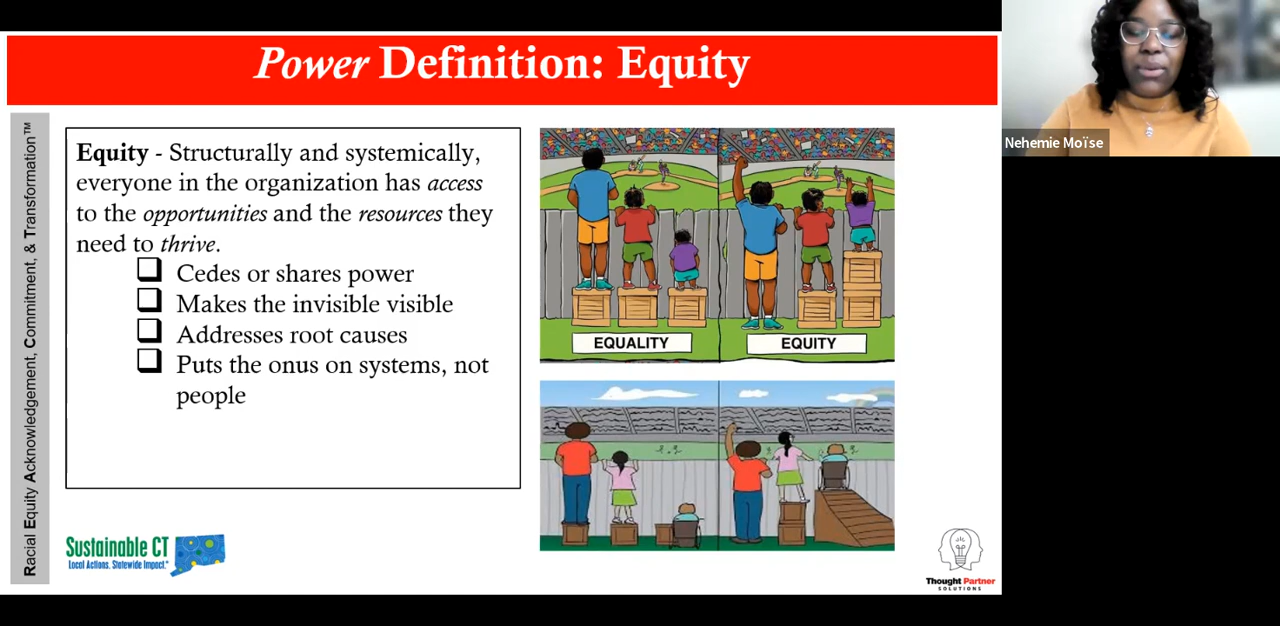 Power Definition: Equity
Racial Equity Acknowledgement, Commitment, & Transformation™
Equity - Structurally and systemically,
everyone in the organization has access
to the opportunities and the resources they
need to thrive.
Cedes or shares power
Makes the invisible visible
Addresses root causes
Puts the onus on systems, not
people
EQUALITY
EQUITY
Sustainable CT
Local Actions. Statewide Impact.®
Thought Partner
SOLUTIONS
Nehemie Moïse